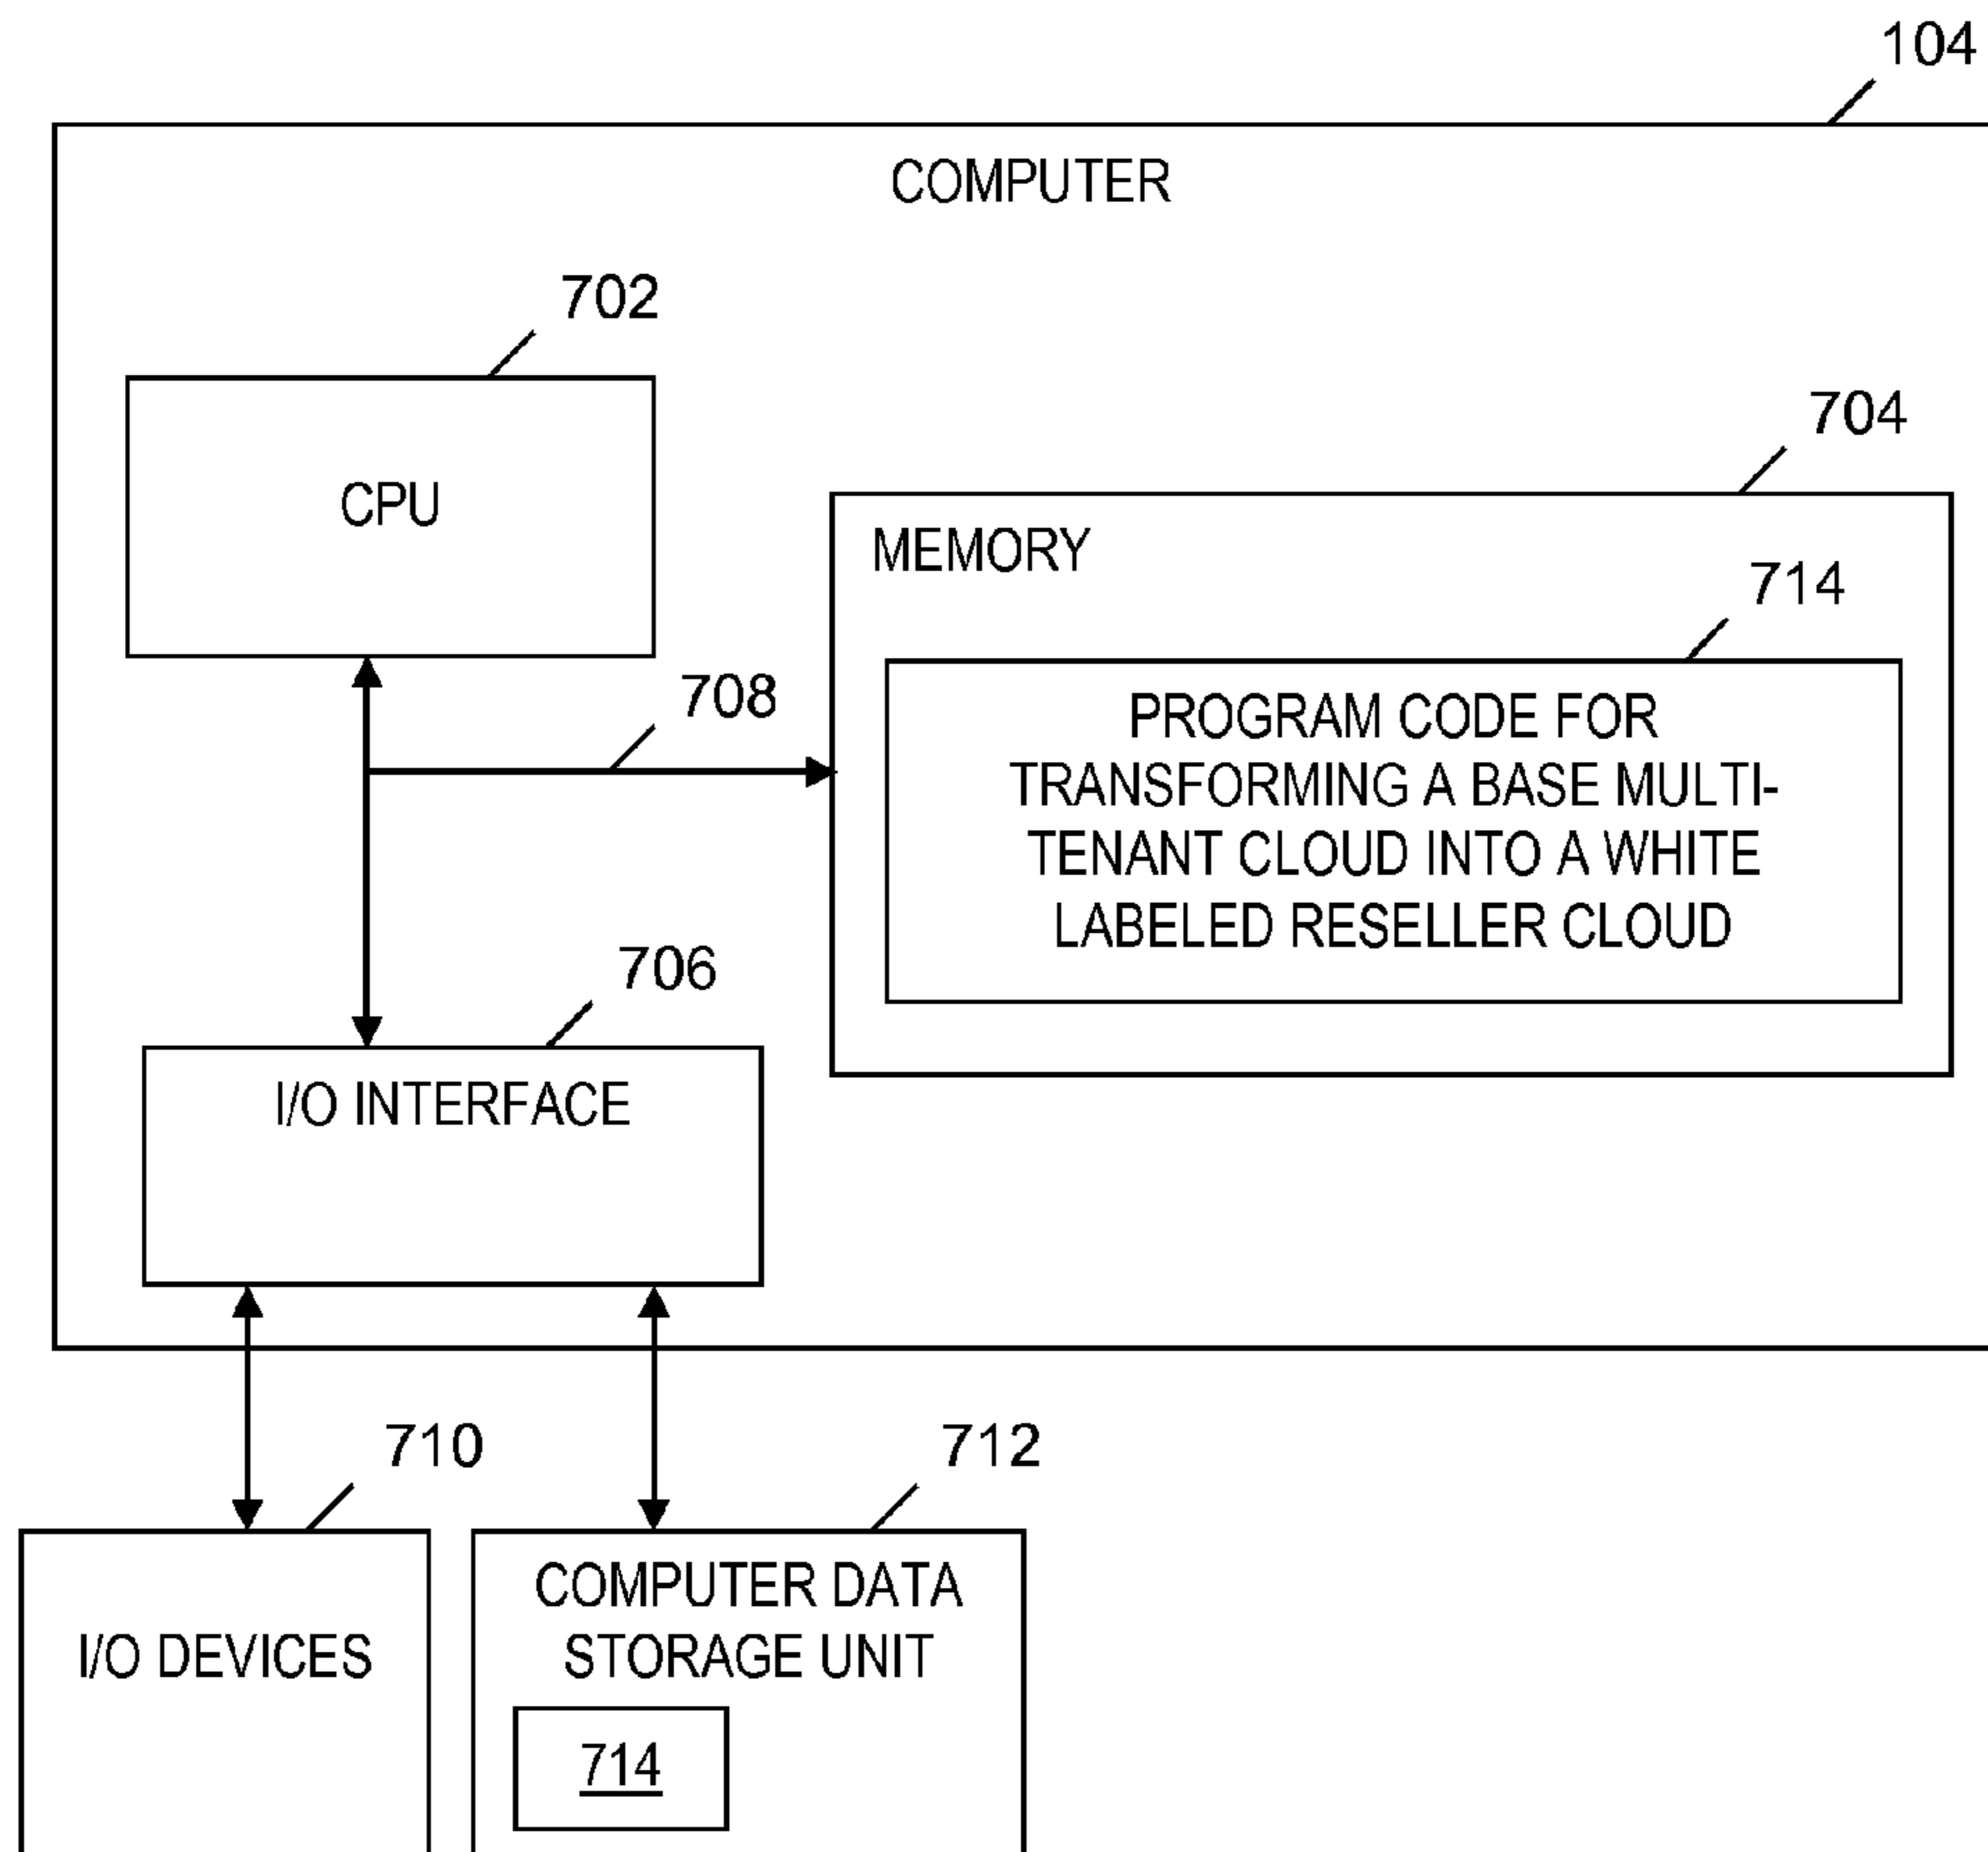 104
COMPUTER
702
CPU
704
MEMORY
714
708
PROGRAM CODE FOR
TRANSFORMING A BASE MULTI-
TENANT CLOUD INTO A WHITE
LABELED RESELLER CLOUD
706
I/O INTERFACE
710
712
I/O DEVICES
COMPUTER DATA
STORAGE UNIT
714